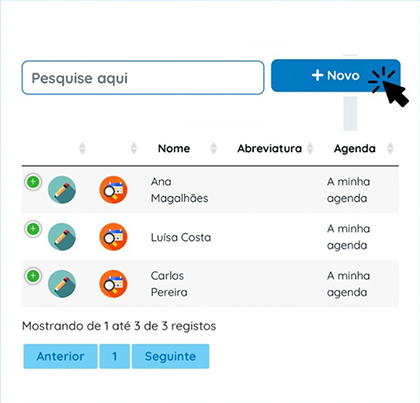 Pesquise aqui
+ Novo
Nome Abreviatura Agenda
Ana
Magalhães
A minha
agenda
Luísa Costa
A minha
agenda
Carlos
Pereira
A minha
agenda
Mostrando de 1 até 3 de 3 registos
Anterior 1 Seguinte